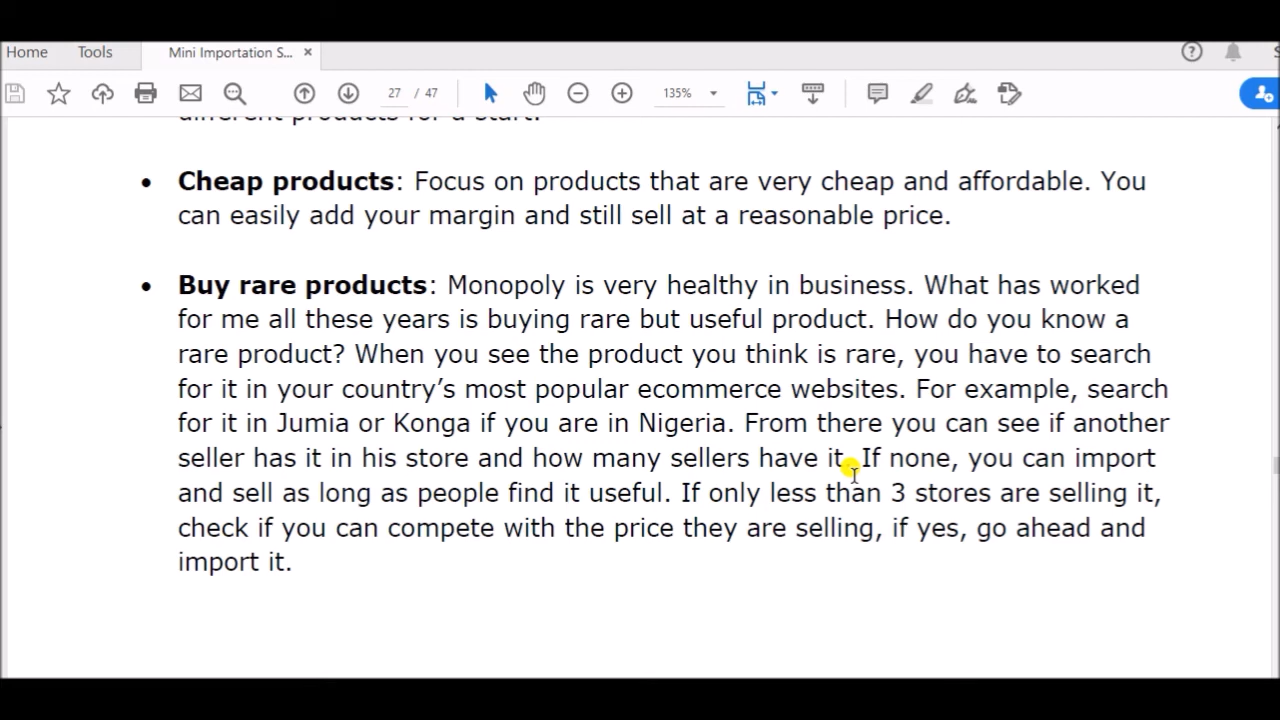 Home Tools Mini Importation S... ×
27 / 47 135%
different products for a start.
• Cheap products: Focus on products that are very cheap and affordable. You
can easily add your margin and still sell at a reasonable price.
• Buy rare products: Monopoly is very healthy in business. What has worked
for me all these years is buying rare but useful product. How do you know a
rare product? When you see the product you think is rare, you have to search
for it in your country’s most popular ecommerce websites. For example, search
for it in Jumia or Konga if you are in Nigeria. From there you can see if another
seller has it in his store and how many sellers have it. If none, you can import
and sell as long as people find it useful. If only less than 3 stores are selling it,
check if you can compete with the price they are selling, if yes, go ahead and
import it.